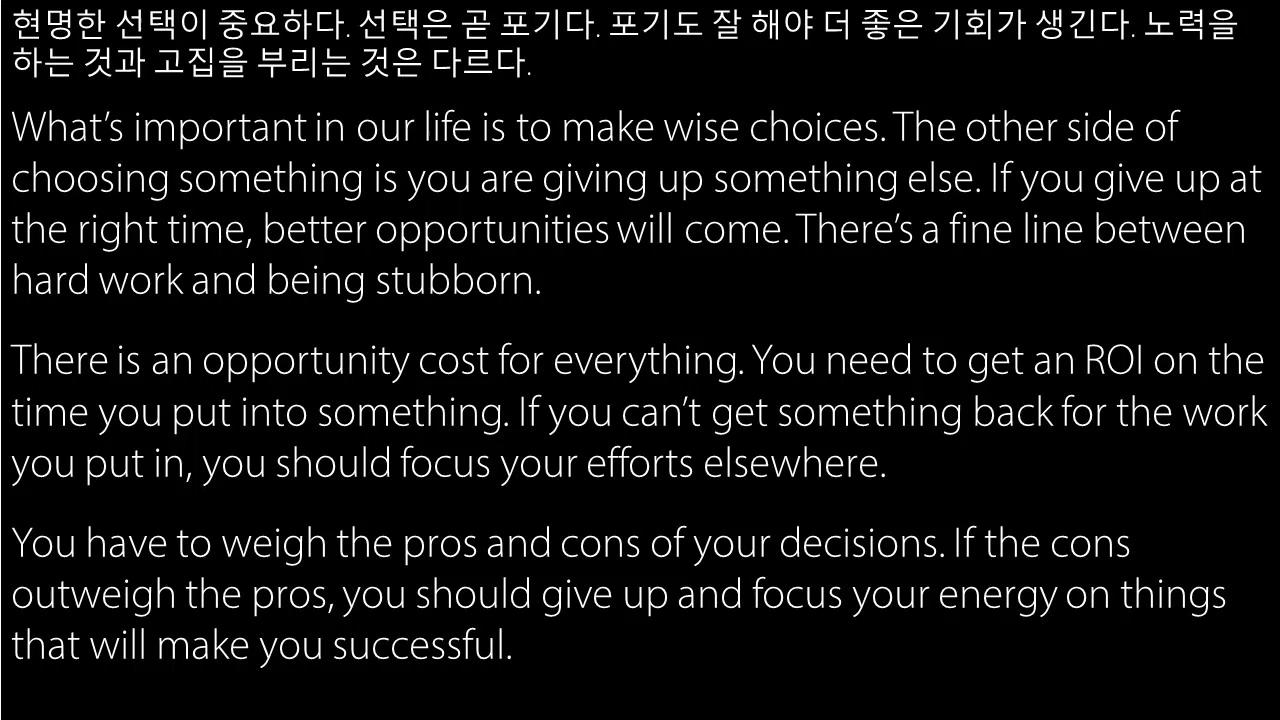 현명한 선택이 중요하다. 선택은 곧 포기다. 포기도 잘 해야 더 좋은 기회가 생긴다. 노력을
하는 것과 고집을 부리는 것은 다르다.
What’s important in our life is to make wise choices. The other side of
choosing something is you are giving up something else. If you give up at
the right time, better opportunities will come. There’s a fine line between
hard work and being stubborn.
There is an opportunity cost for everything. You need to get an ROI on the
time you put into something. If you can’t get something back for the work
you put in, you should focus your efforts elsewhere.
You have to weigh the pros and cons of your decisions. If the cons
outweigh the pros, you should give up and focus your energy on things
that will make you successful.